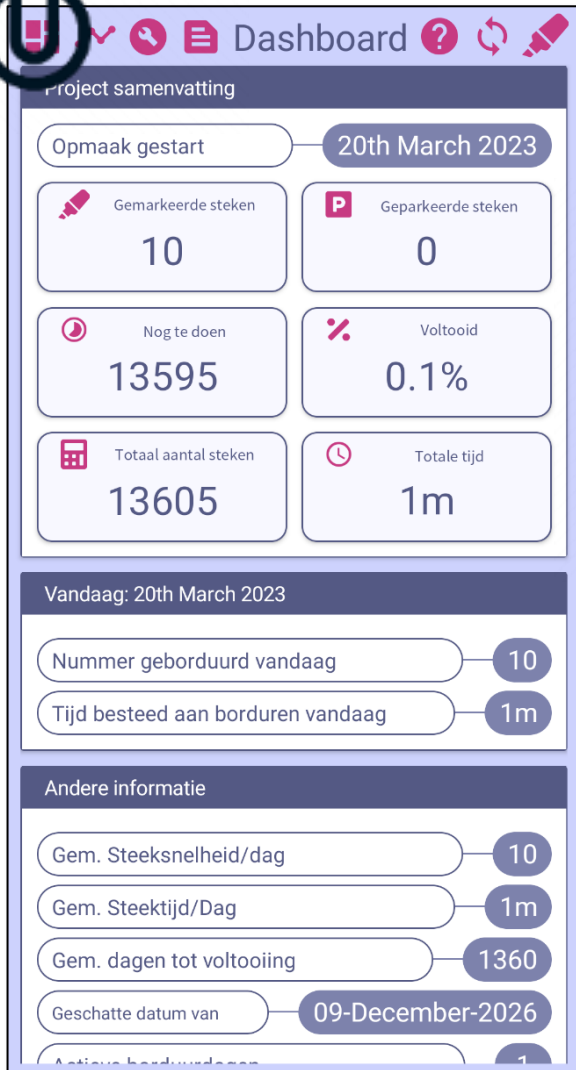 Dashboard
Project samenvatting
Opmaak gestart 20th March 2023
Gemarkeerde steken
10
P
Geparkeerde steken
0
Nog te doen
13595
Voltooid
0.1%
Totaal aantal steken
13605
Totale tijd
1m
Vandaag: 20th March 2023
Nummer geborduurd vandaag 10
Tijd besteed aan borduren vandaag 1m
Andere informatie
Gem. Steeksnelheid/dag 10
Gem. Steektijd/Dag 1m
Gem. dagen tot voltooiing 1360
Geschatte datum van 09-December-2026
Actieve borduurdagen 1